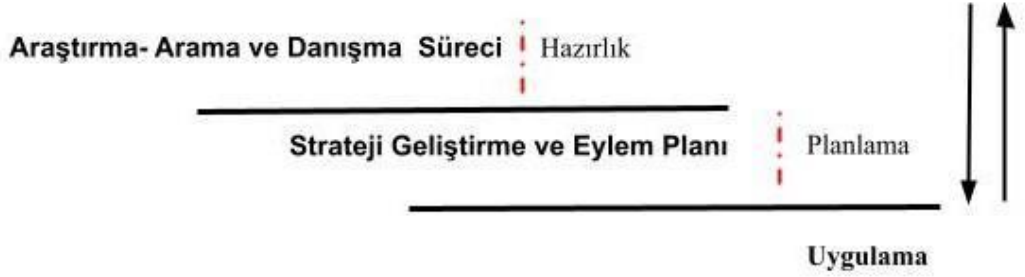 Araştırma- Arama ve Danışma Süreci Hazırlık
Strateji Geliştirme ve Eylem Planı Planlama
Uygulama